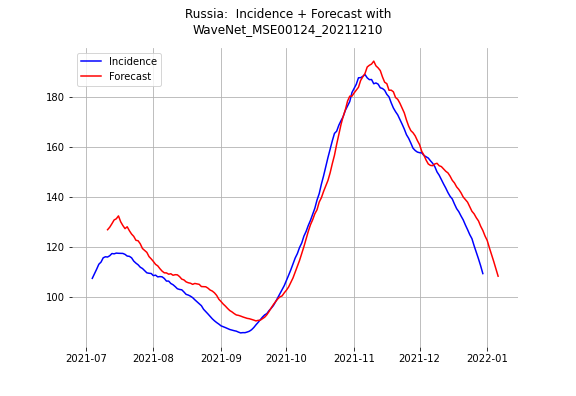 Russia:  Incidence + Forecast with
WaveNet_MSE00124_20211210
Incidence
Forecast
180
160
140
120
100
2021-07 2021-08 2021-09 2021-10 2021-11 2021-12 2022-01